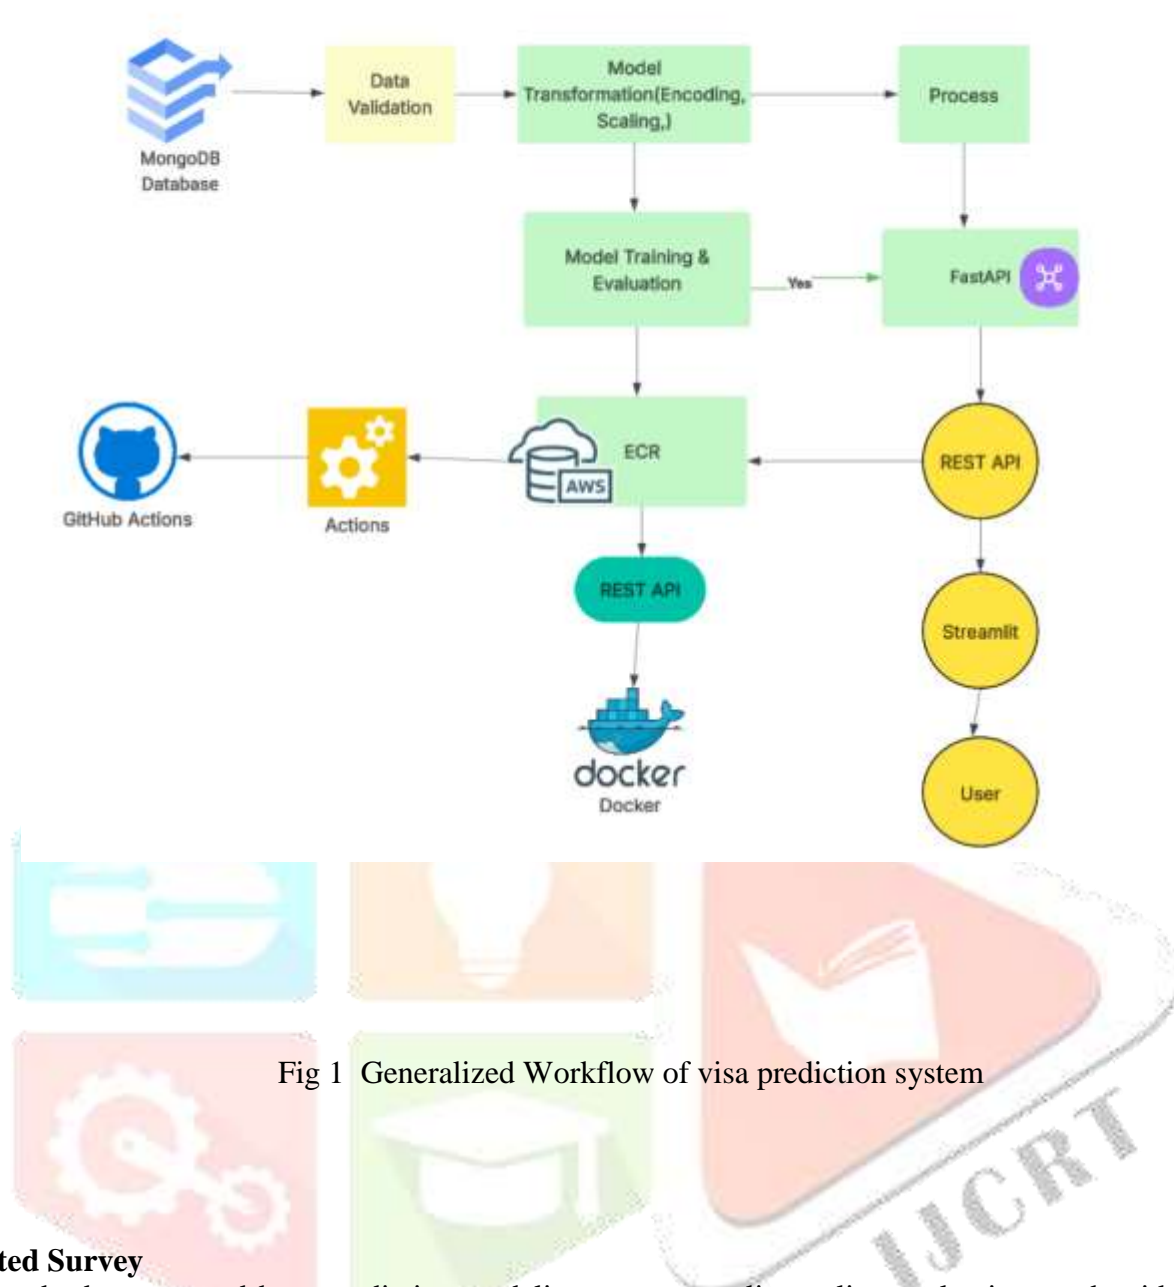 MongoDB
Database
Data
Validation
Model
Transformation(Encoding,
Scaling,)
Process
Model Training &
Evaluation
Yes
FastAPI
GitHub Actions
Actions
AWS
ECR
REST API
REST API
Streamlit
docker
Docker
User
Fig 1 Generalized Workflow of visa prediction system
IJCRT
ted Survey